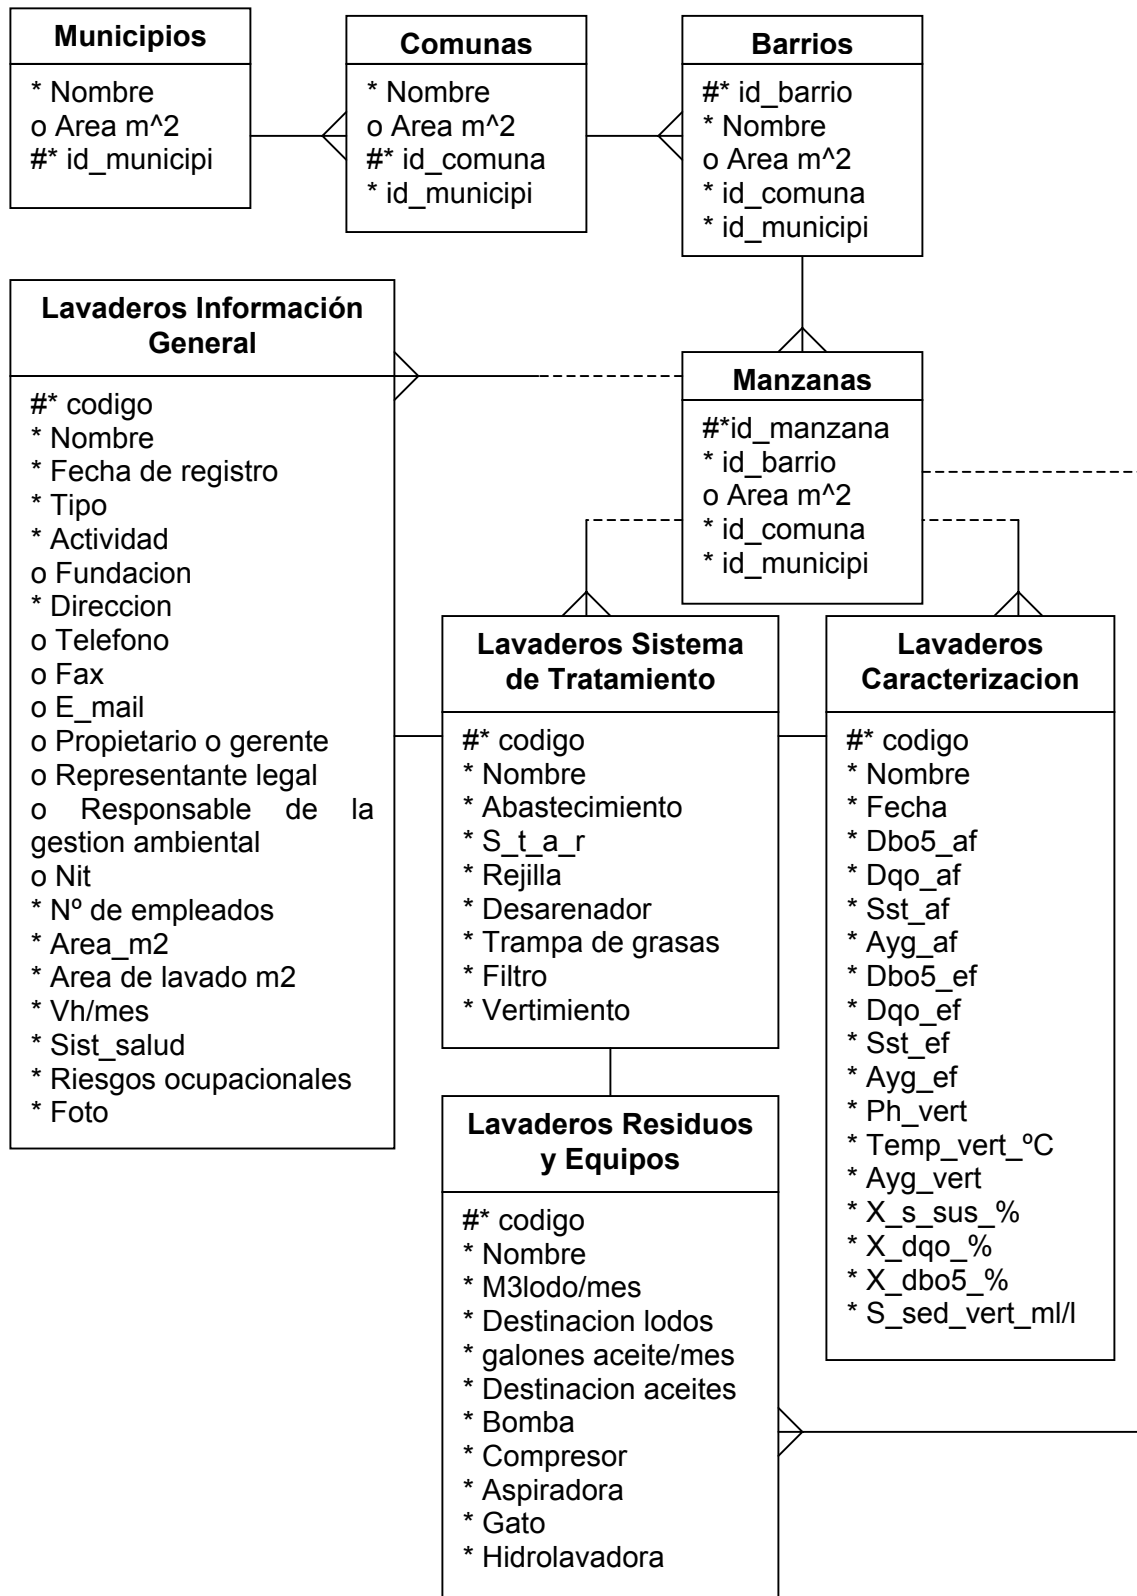 Municipios
* Nombre
o Area m^2
#* id_municipi
Comunas
* Nombre
o Area m^2
#* id_comuna
* id_municipi
Barrios
#* id_barrio
* Nombre
o Area m^2
* id_comuna
* id_municipi
Lavaderos Información
General
#* codigo
* Nombre
* Fecha de registro
* Tipo
* Actividad
o Fundacion
* Direccion
o Telefono
o Fax
o E_mail
o Propietario o gerente
o Representante legal
o Responsable de la
gestion ambiental
o Nit
* Nº de empleados
* Area_m2
* Area de lavado m2
* Vh/mes
* Sist_salud
* Riesgos ocupacionales
* Foto
Manzanas
#*id_manzana
* id_barrio
o Area m^2
* id_comuna
* id_municipi
Lavaderos Sistema
de Tratamiento
#* codigo
* Nombre
* Abastecimiento
* S_t_a_r
* Rejilla
* Desarenador
* Trampa de grasas
* Filtro
* Vertimiento
Lavaderos
Caracterizacion
#* codigo
* Nombre
* Fecha
* Dbo5_af
* Dqo_af
* Sst_af
* Ayg_af
* Dbo5_ef
* Dqo_ef
* Sst_ef
* Ayg_ef
* Ph_vert
* Temp_vert_ºC
* Ayg_vert
* X_s_sus_%
* X_dqo_%
* X_dbo5_%
* S_sed_vert_ml/l
Lavaderos Residuos
y Equipos
#* codigo
* Nombre
* M3lodo/mes
* Destinacion lodos
* galones aceite/mes
* Destinacion aceites
* Bomba
* Compresor
* Aspiradora
* Gato
* Hidrolavadora